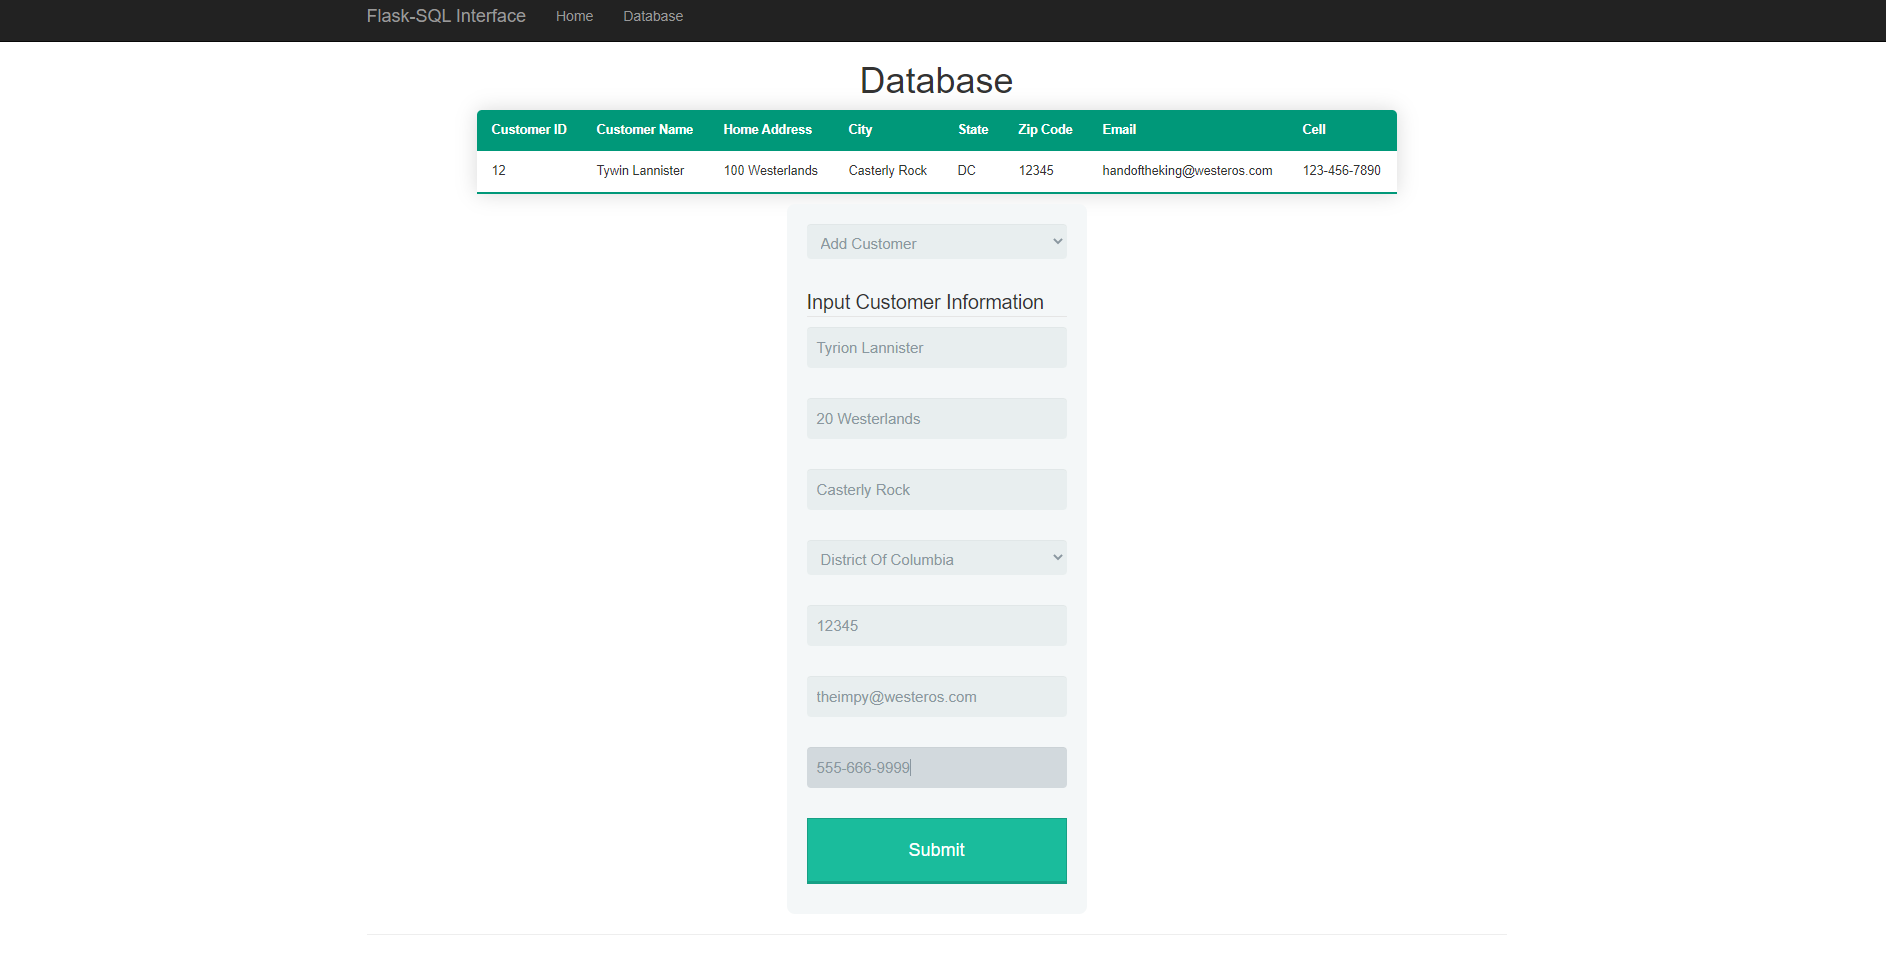 Flask-SQL Interface Home Database
Database
Customer ID Customer Name Home Address City State Zip Code Email Cell
12 Tywin Lannister 100 Westerlands Casterly Rock DC 12345 handoftheking@westeros.com 123-456-7890
Add Customer
Input Customer Information
Tyrion Lannister
20 Westerlands
Casterly Rock
District Of Columbia
12345
theimpy@westeros.com
555-666-9999
Submit